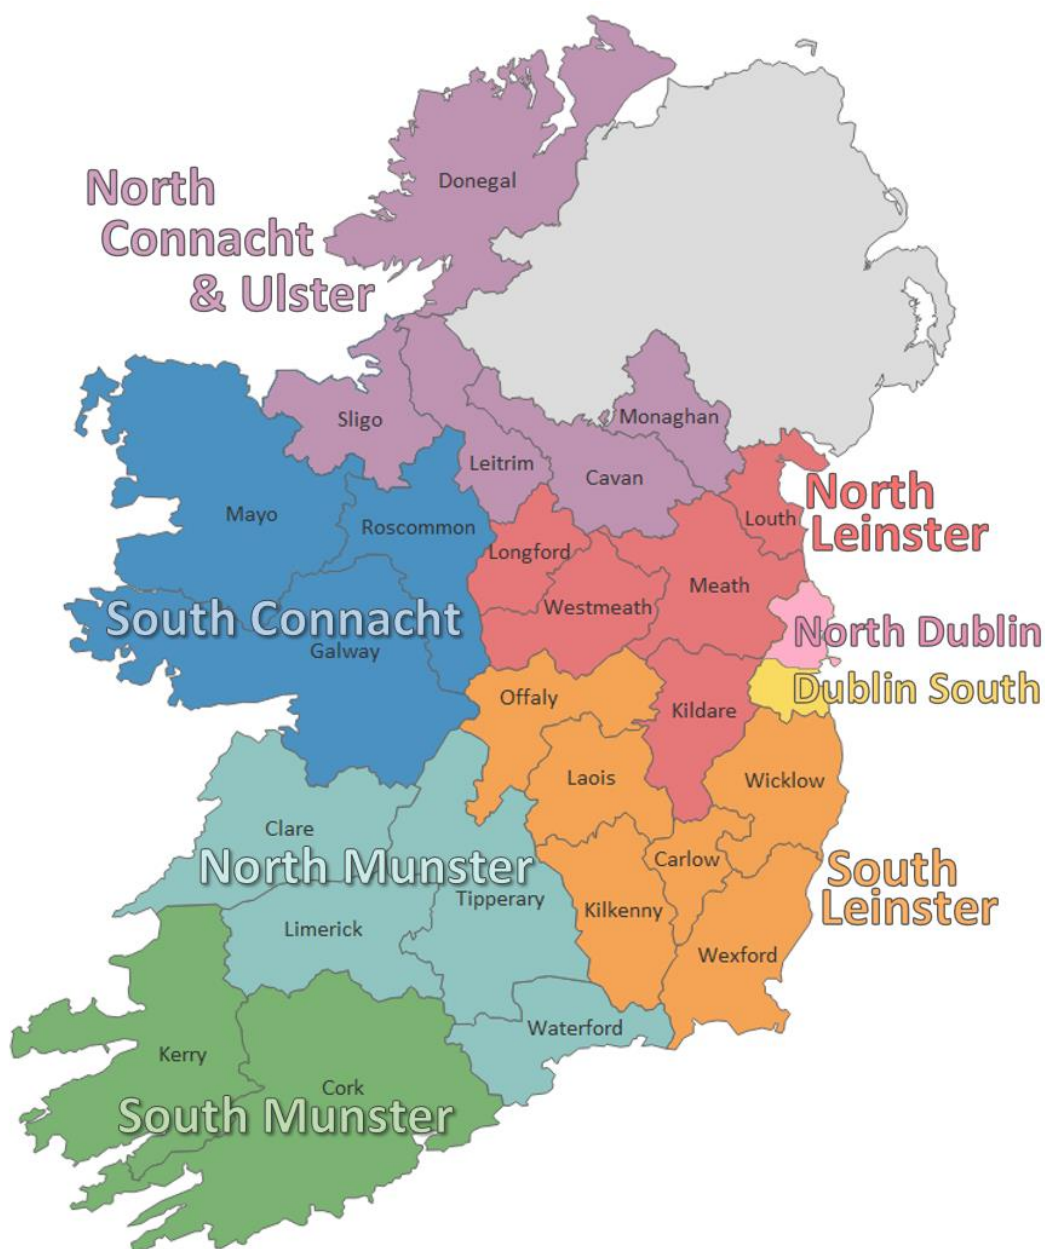 Donegal
North
Connacht
& Ulster
Monaghan
Sligo
Leitrim
Cavan
North
Leinster
Mayo
Roscommon
Louth
Longford
Meath
Westmeath
South Connacht
North Dublin
Galway
Dublin South
Offaly
Kildare
Laois
Wicklow
Clare
North Munster
Carlow
South
Leinster
Tipperary
Kilkenny
Limerick
Wexford
Waterford
Kerry
Cork
South Munster